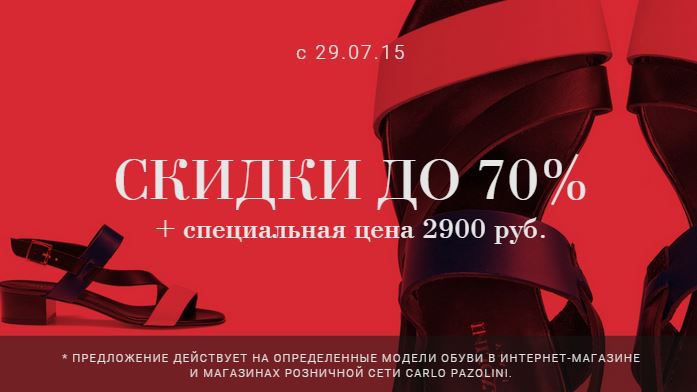 с 29.07.15
СКИДКИ ДО 70%
+ специальная цена 2900 руб.
* ПРЕДЛОЖЕНИЕ ДЕЙСТВУЕТ НА ОПРЕДЕЛЕННЫЕ МОДЕЛИ ОБУВИ В ИНТЕРНЕТ-МАГАЗИНЕ
И МАГАЗИНАХ РОЗНИЧНОЙ СЕТИ CARLO PAZOLINI.